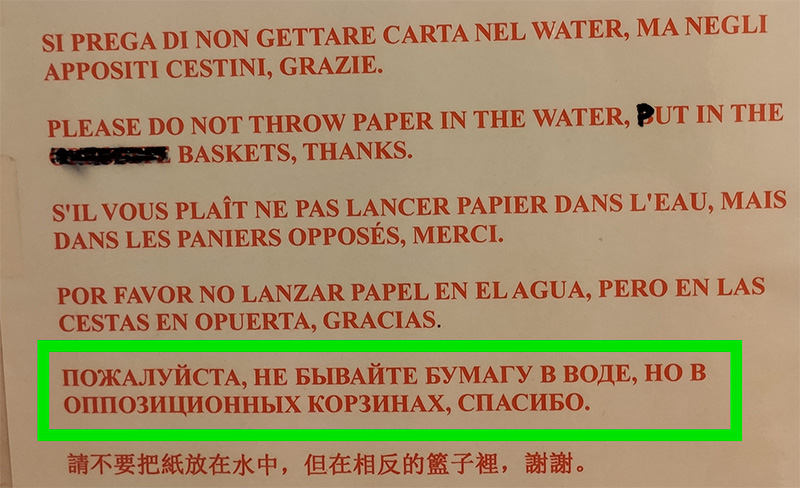 SI PREGA DI NON GETTARE CARTA NEL WATER, MA NEGLI
APPOSITI CESTINI, GRAZIE.
PLEASE DO NOT THROW PAPER IN THE WATER, PUT IN THE
BASKETS, THANKS.
S'IL VOUS PLAÎT NE PAS LANCER PAPIER DANS L'EAU, MAIS
DANS LES PANIERS OPPOSÉS, MERCI.
POR FAVOR NO LANZAR PAPEL EN EL AGUA, PERO EN LAS
CESTAS EN OPUERTA, GRACIAS.
ПОЖАЛУЙСТА, НЕ БЫВАЙТЕ БУМАГУ В ВОДЕ, НО В
ОППОЗИЦИОННЫХ КОРЗИНАХ, СПАСИБО.
請不要把紙放在水中，但在相反的籃子裡，謝謝。